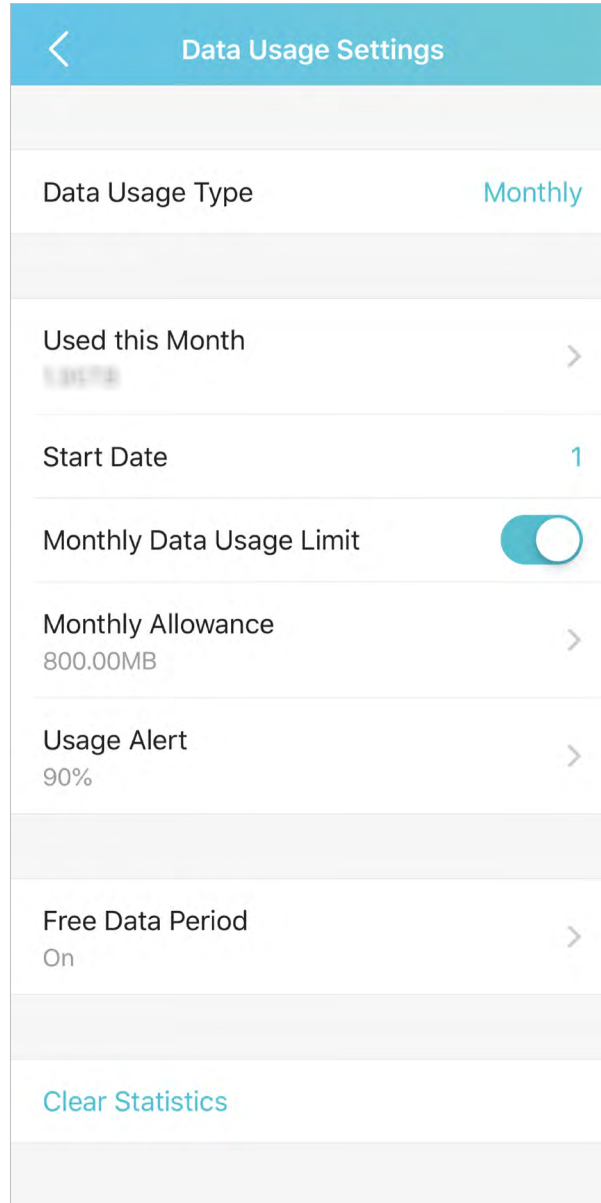 Data Usage Settings
Data Usage Type Monthly
Used this Month
Start Date 1
Monthly Data Usage Limit
Monthly Allowance
800.00MB
Usage Alert
90%
Free Data Period
On
Clear Statistics